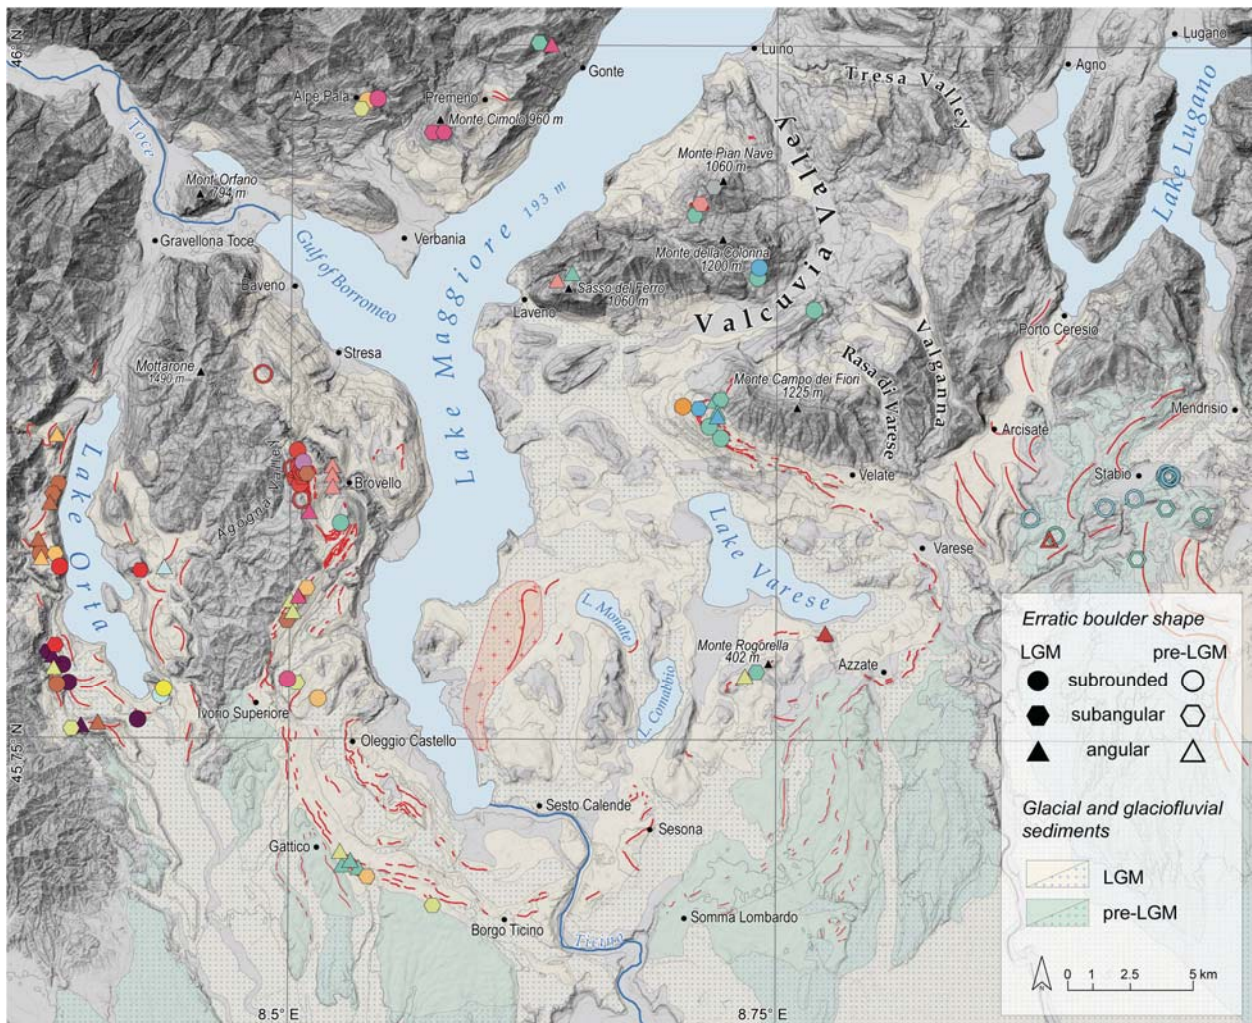 46° N
Lugano
Luino
Agno
Gonte
Tresa Valley
Alpe Pala
Premeno
Monte Cimolo 960 m
Toce
Valcuvia Valley
Lake Lugano
Monte Pian Nave
1060 m
Mont Orfano
794 m
Lake Maggiore 193 m
Gravellona Toce
Verbania
Gulf of Borromeo
Monte della Colonna
1200 m
Baveno
Sasso del Ferro
1060 m
Laveno
Porto Ceresio
Valganna
Stresa
Rasa di Varese
Mottarone
1490 m
Monte Campo dei Fiori
1225 m
Mendrisio
Arcisate
Lake Orta
Agogna Valley
Brovello
Velate
Stabio
Lake Varese
Varese
L. Monate
Monte Rogorella
402 m
Azzate
L. Comabbio
Ivorio Superiore
45.75° N
Oleggio Castello
Sesto Calende
Sesona
Gattico
Borgo Ticino
Somma Lombardo
Ticino
8.5° E
8.75° E
Erratic boulder shape
LGM
pre-LGM
subrounded
subangular
angular
Glacial and glaciofluvial
sediments
LGM
pre-LGM
N
0 1 2.5 5 km